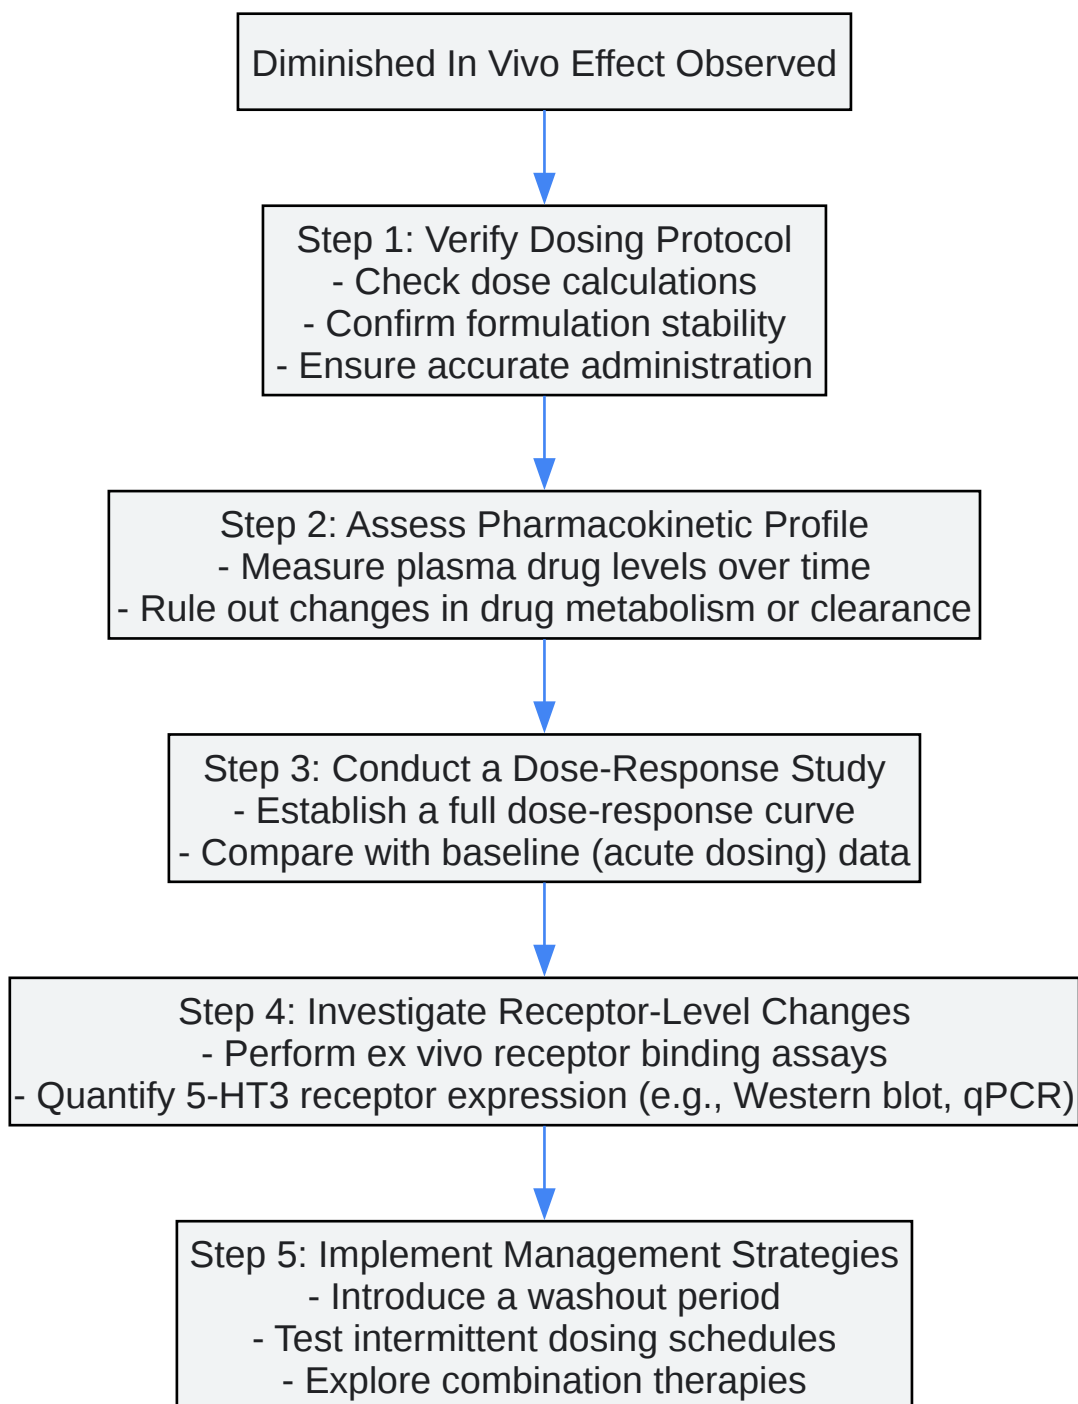 Diminished In Vivo Effect Observed
Step 1: Verify Dosing Protocol
- Check dose calculations
- Confirm formulation stability
- Ensure accurate administration
Step 2: Assess Pharmacokinetic Profile
- Measure plasma drug levels over time
- Rule out changes in drug metabolism or clearance
Step 3: Conduct a Dose-Response Study
- Establish a full dose-response curve
- Compare with baseline (acute dosing) data
Step 4: Investigate Receptor-Level Changes
- Perform ex vivo receptor binding assays
- Quantify 5-HT3 receptor expression (e.g., Western blot, qPCR)
Step 5: Implement Management Strategies
- Introduce a washout period
- Test intermittent dosing schedules
- Explore combination therapies